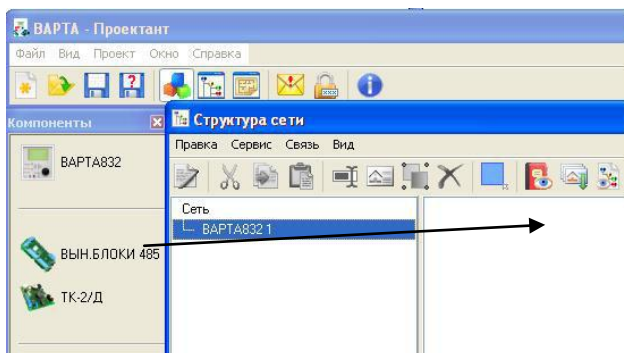 ВАРТА - Проектант
Файл Вид Проект Окно Справка
Компоненты
ВАРТА832
ВЫН.БЛОКИ 485
ТК-2/Д
Структура сети
Правка Сервис Связь Вид
Сеть
ВАРТА832 1